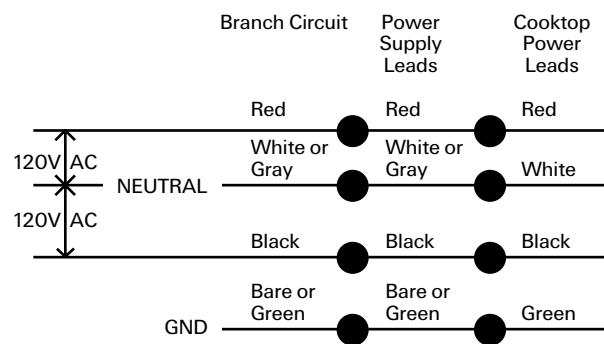 Branch Circuit
Power
Supply
Leads
Cooktop
Power
Leads
Red
Red
Red
120V AC
White or
Gray
White or
Gray
White
NEUTRAL
120V AC
Black
Black
Black
Bare or
Green
Bare or
Green
Green
GND